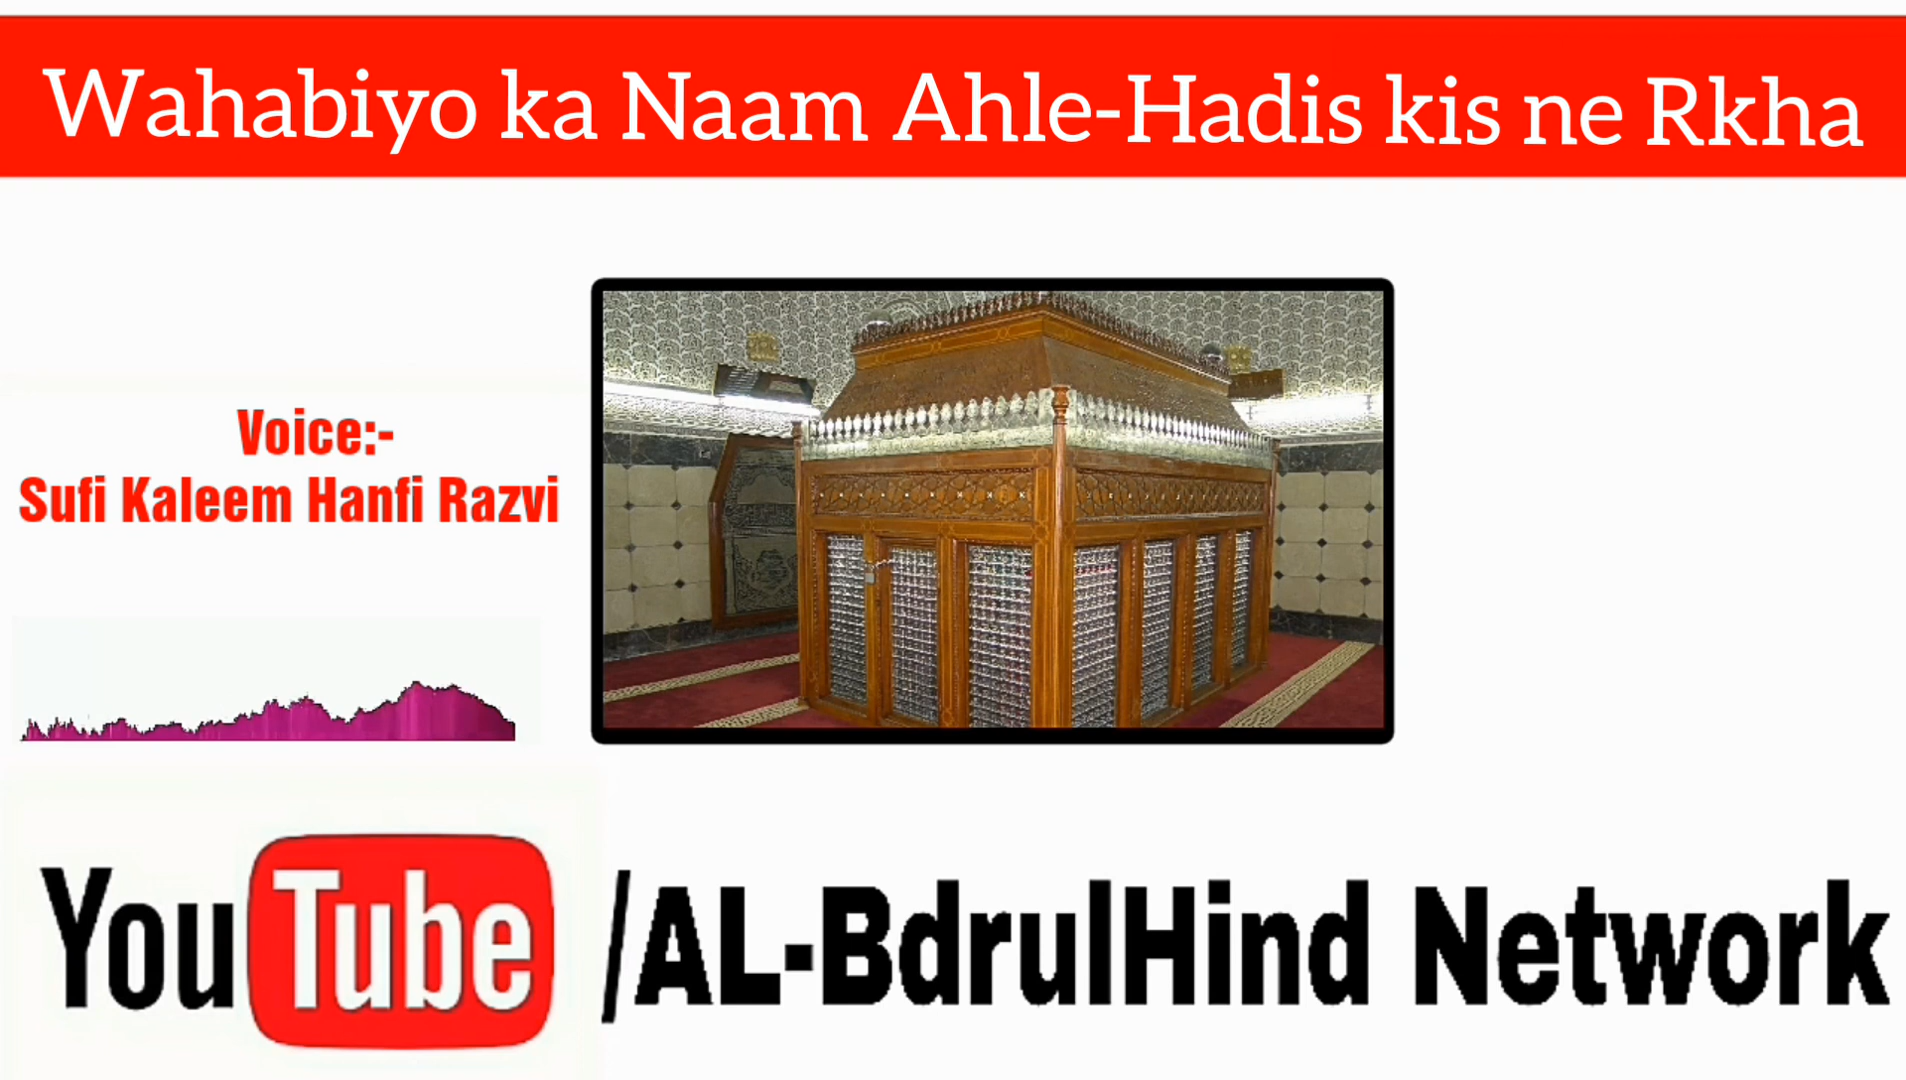 Wahabiyo ka Naam Ahle-Hadis kis ne Rkha
Voice:-
Sufi Kaleem Hanfi Razvi
YouTube/AL-BdrulHind Network